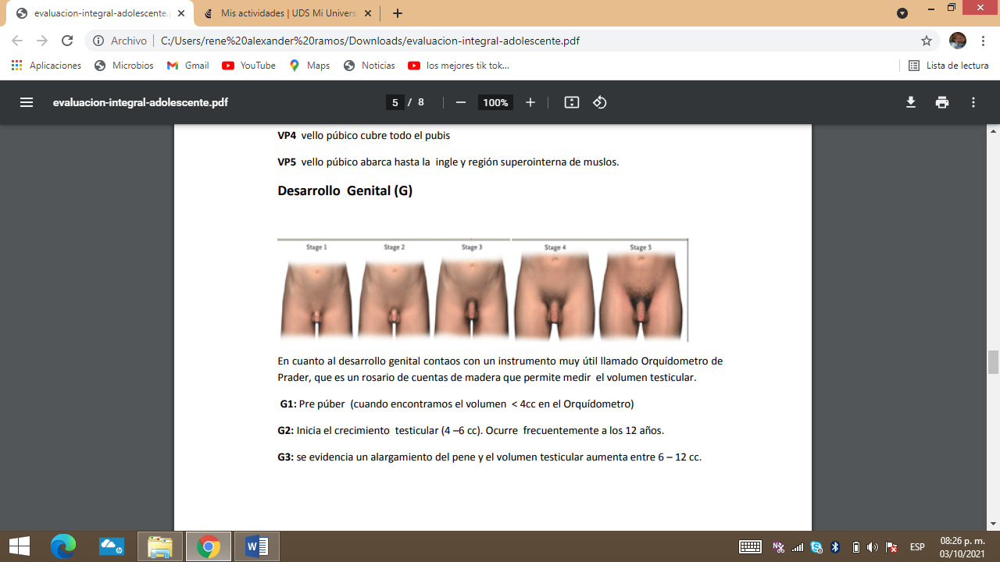 evaluacion-integral-adolescente.
Mis actividades | UDS Mi Univers
Archivo
C:/Users/rene%20alexander%20ramos/Downloads/evaluacion-integral-adolescente.pdf
Aplicaciones
Microbios
Gmail
YouTube
Maps
Noticias
los mejores tik tok...
Lista de lectura
evaluacion-integral-adolescente.pdf
5 / 8
100%
VP4 vello púbico cubre todo el pubis
VP5 vello púbico abarca hasta la ingle y región superointerna de muslos.
Desarrollo Genital (G)
Stage 1 Stage 2 Stage 3 Stage 4 Stage 5
En cuanto al desarrollo genital contaos con un instrumento muy útil llamado Orquídometro de
Prader, que es un rosario de cuentas de madera que permite medir el volumen testicular.
G1: Pre púber (cuando encontramos el volumen < 4cc en el Orquídometro)
G2: Inicia el crecimiento testicular (4 –6 cc). Ocurre frecuentemente a los 12 años.
G3: se evidencia un alargamiento del pene y el volumen testicular aumenta entre 6 – 12 cc.
ESP
08:26 p. m.
03/10/2021